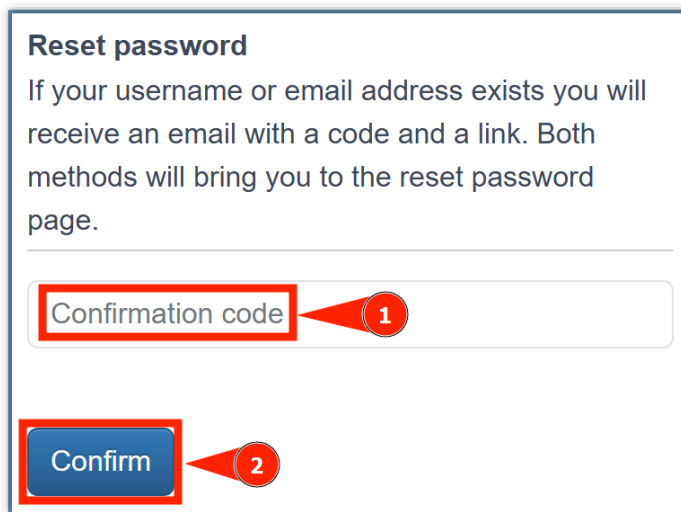 Reset password
If your username or email address exists you will
receive an email with a code and a link. Both
methods will bring you to the reset password
page.
Confirmation code
1
Confirm
2